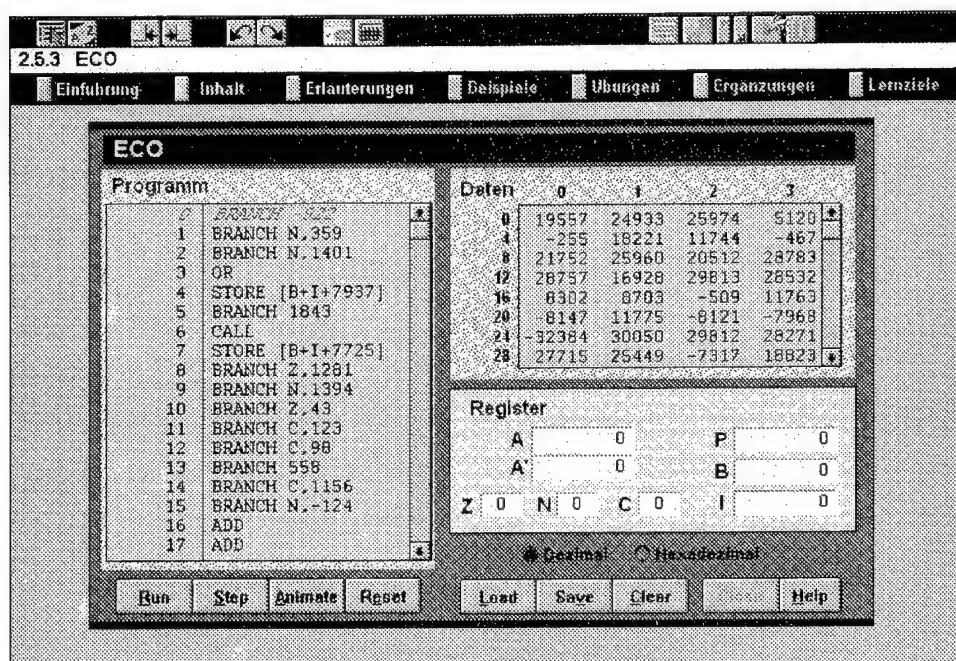 2.5.3 ECO
Einführung Inhalt Erläuterungen Beispiele Übungen Ergänzungen Lernziele
ECO
Programm
0 BRANCH -922
1 BRANCH N,359
2 BRANCH N,1401
3 OR
4 STORE [B+I+7937]
5 BRANCH 1843
6 CALL
7 STORE [B+I+7725]
8 BRANCH Z,1281
9 BRANCH N,1394
10 BRANCH Z,43
11 BRANCH C,123
12 BRANCH C,98
13 BRANCH 558
14 BRANCH C,1156
15 BRANCH N,-124
16 ADD
17 ADD
Daten 0 1 2 3
0 19557 24933 25974 5120
4 -255 18221 11744 -467
8 21752 25960 20512 28783
12 28757 16928 29813 28532
16 8302 8703 -509 11763
20 -8147 11775 -8121 -7968
24 -32384 30050 29812 28271
28 27715 25449 -7317 18823
Register
A 0 P 0
A' 0 B 0
Z 0 N 0 C 0 I 0
Dezimal Hexadezimal
Run Step Animate Reset Load Save Clear Help